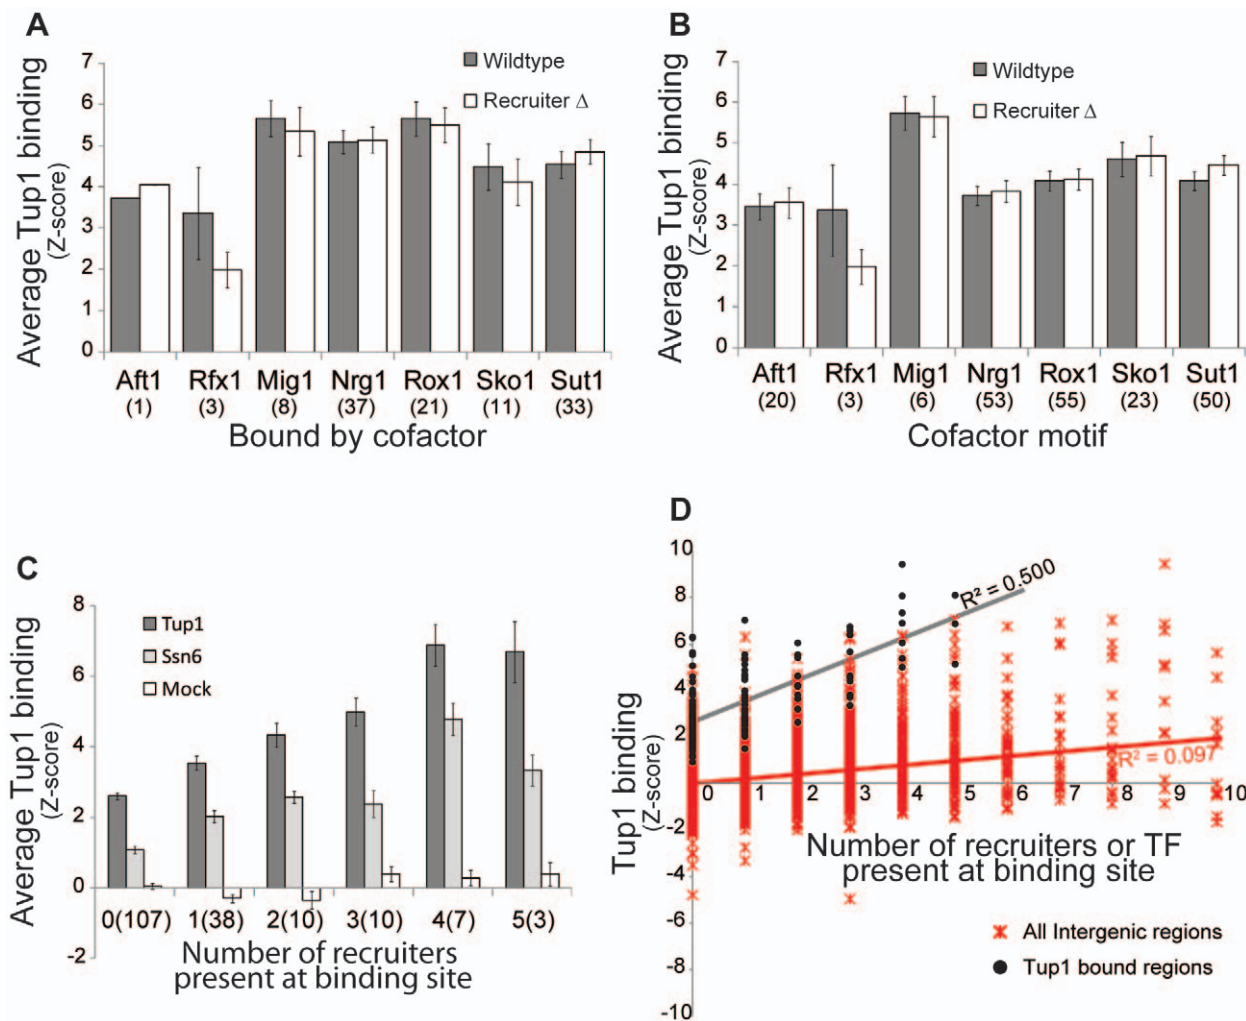 A
Average Tup1 binding
(Z-score)
7
6
5
4
3
2
1
0
Wildtype
Recruiter Δ
Aft1 Rfx1 Mig1 Nrg1 Rox1 Sko1 Sut1
(1) (3) (8) (37) (21) (11) (33)
Bound by cofactor
B
Average Tup1 binding
(Z-score)
7
6
5
4
3
2
1
0
Wildtype
Recruiter Δ
Aft1 Rfx1 Mig1 Nrg1 Rox1 Sko1 Sut1
(20) (3) (6) (53) (55) (23) (50)
Cofactor motif
C
Average Tup1 binding
(Z-score)
8
6
4
2
0
-2
Tup1
Ssn6
Mock
0(107) 1(38) 2(10) 3(10) 4(7) 5(3)
Number of recruiters
present at binding site
D
Tup1 binding
(Z-score)
10
8
6
4
2
-2
-4
-6
-8
-10
R² = 0.500
R² = 0.097
0 1 2 3 4 5 6 7 8 9 10
Number of recruiters or TF
present at binding site
All Intergenic regions
Tup1 bound regions